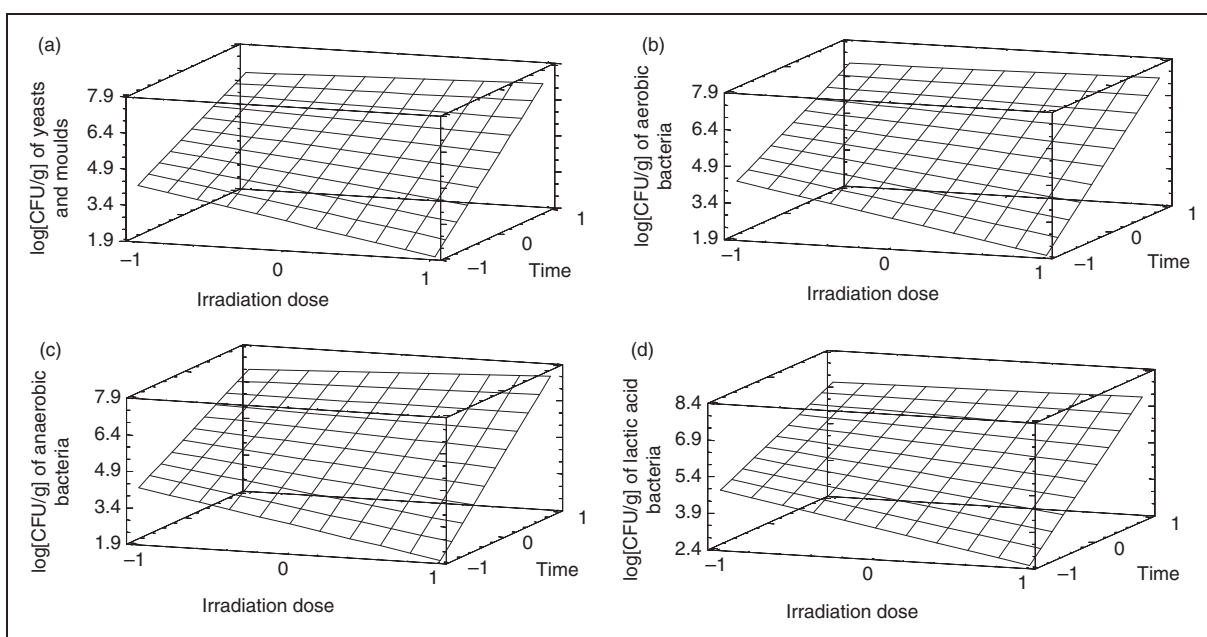 (a)
log[CFU/g] of yeasts
and moulds
7.9
6.4
4.9
3.4
1.9
−1
0
1
Irradiation dose
−1
0
1
Time
(b)
log[CFU/g] of aerobic
bacteria
7.9
6.4
4.9
3.4
1.9
−1
0
1
Irradiation dose
−1
0
1
Time
(c)
log[CFU/g] of anaerobic
bacteria
7.9
6.4
4.9
3.4
1.9
−1
0
1
Irradiation dose
−1
0
1
Time
(d)
log[CFU/g] of lactic acid
bacteria
8.4
6.9
5.4
3.9
2.4
−1
0
1
Irradiation dose
−1
0
1
Time